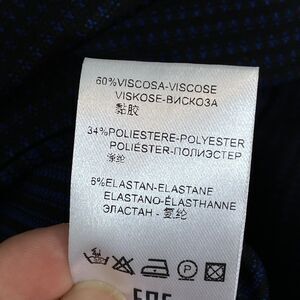 60%VISCOSA-VISCOSE
VISKOSE-ВИСКОЗА
黏胶
34%POLIESTERE-POLYESTER
POLIÉSTER-ПОЛИЭСТЕР
涤纶
6%ELASTAN-ELASTANE
ELASTANO-ÉLASTHANNE
ЭЛАСТАН-氨纶
P